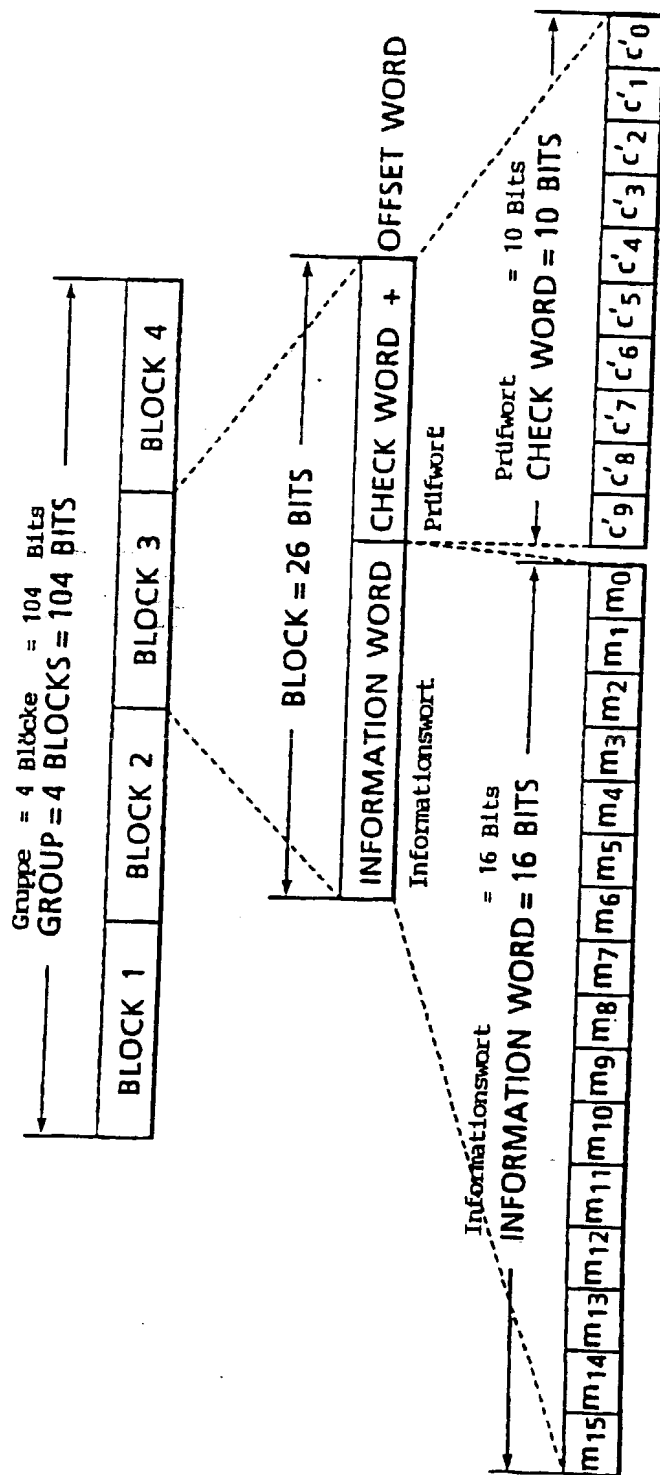 Gruppe = 4 Blöcke = 104 Bits
GROUP = 4 BLOCKS = 104 BITS
BLOCK 1 BLOCK 2 BLOCK 3 BLOCK 4
BLOCK = 26 BITS
INFORMATION WORD CHECK WORD + OFFSET WORD
Informationswort Prüfwort
Informationswort = 16 Bits Prüfwort = 10 Bits
INFORMATION WORD = 16 BITS CHECK WORD = 10 BITS
m15 m14 m13 m12 m11 m10 m9 m8 m7 m6 m5 m4 m3 m2 m1 m0 c'9 c'8 c'7 c'6 c'5 c'4 c'3 c'2 c'1 c'0